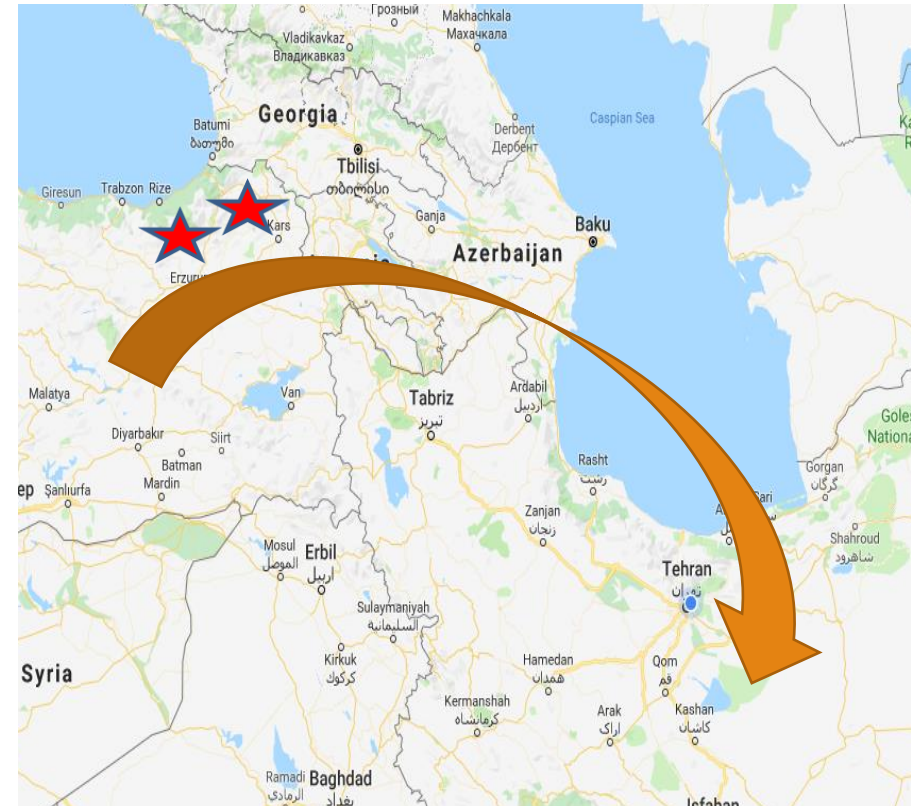 Грозный
Makhachkala
Махачкала
Vladikavkaz
Владикавказ
Georgia
Caspian Sea
Derbent
Дербент
Batumi
ბათუმი
Tbilisi
თბილისი
Giresun
Trabzon
Rize
Kars
Ganja
Baku
Azerbaijan
Malatya
Van
Tabriz
تبریز
Ardabil
اردبیل
Diyarbakır
Siirt
Batman
Mardin
Şanlıurfa
Rasht
رشت
Gorgan
گرگان
Zanjan
زنجان
Shahroud
شاهرود
Mosul
الموصل
Erbil
اربيل
Tehran
Sulaymaniyah
السليمانية
Syria
Kirkuk
كركوك
Hamedan
همدان
Qom
قم
Kermanshah
کرمانشاه
Arak
اراک
Kashan
کاشان
Ramadi
الرمادي
Baghdad
بغداد